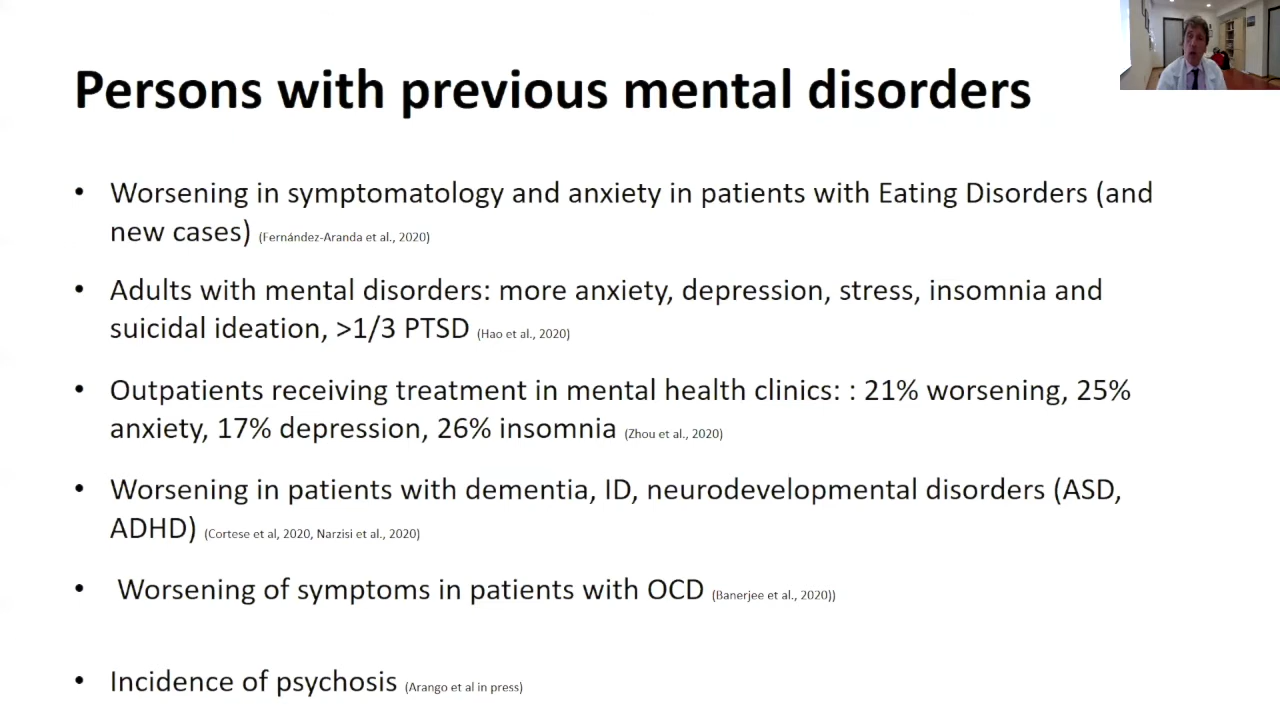 Persons with previous mental disorders
• Worsening in symptomatology and anxiety in patients with Eating Disorders (and
new cases) (Fernández-Aranda et al., 2020)
• Adults with mental disorders: more anxiety, depression, stress, insomnia and
suicidal ideation, >1/3 PTSD (Hao et al., 2020)
• Outpatients receiving treatment in mental health clinics: : 21% worsening, 25%
anxiety, 17% depression, 26% insomnia (Zhou et al., 2020)
• Worsening in patients with dementia, ID, neurodevelopmental disorders (ASD,
ADHD) (Cortese et al, 2020, Narzisi et al., 2020)
• Worsening of symptoms in patients with OCD (Banerjee et al., 2020))
• Incidence of psychosis (Arango et al in press)